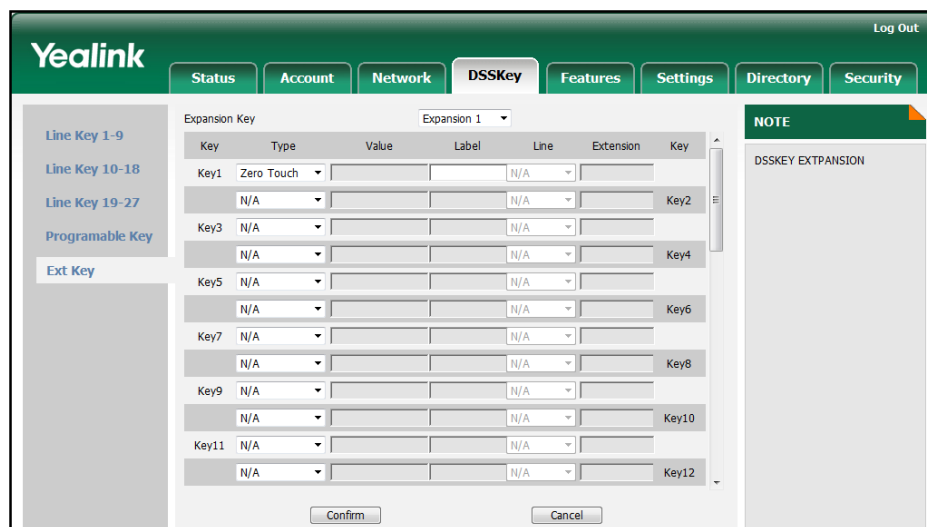 Log Out
Yealink
Status Account Network DSSKey Features Settings Directory Security
Line Key 1-9
Line Key 10-18
Line Key 19-27
Programable Key
Ext Key
Expansion Key Expansion 1
Key Type Value Label Line Extension Key
Key1 Zero Touch N/A
N/A N/A Key2
Key3 N/A N/A
N/A N/A Key4
Key5 N/A N/A
N/A N/A Key6
Key7 N/A N/A
N/A N/A Key8
Key9 N/A N/A
N/A N/A Key10
Key11 N/A N/A
N/A N/A Key12
Confirm Cancel
NOTE
DSSKEY EXTPANSION